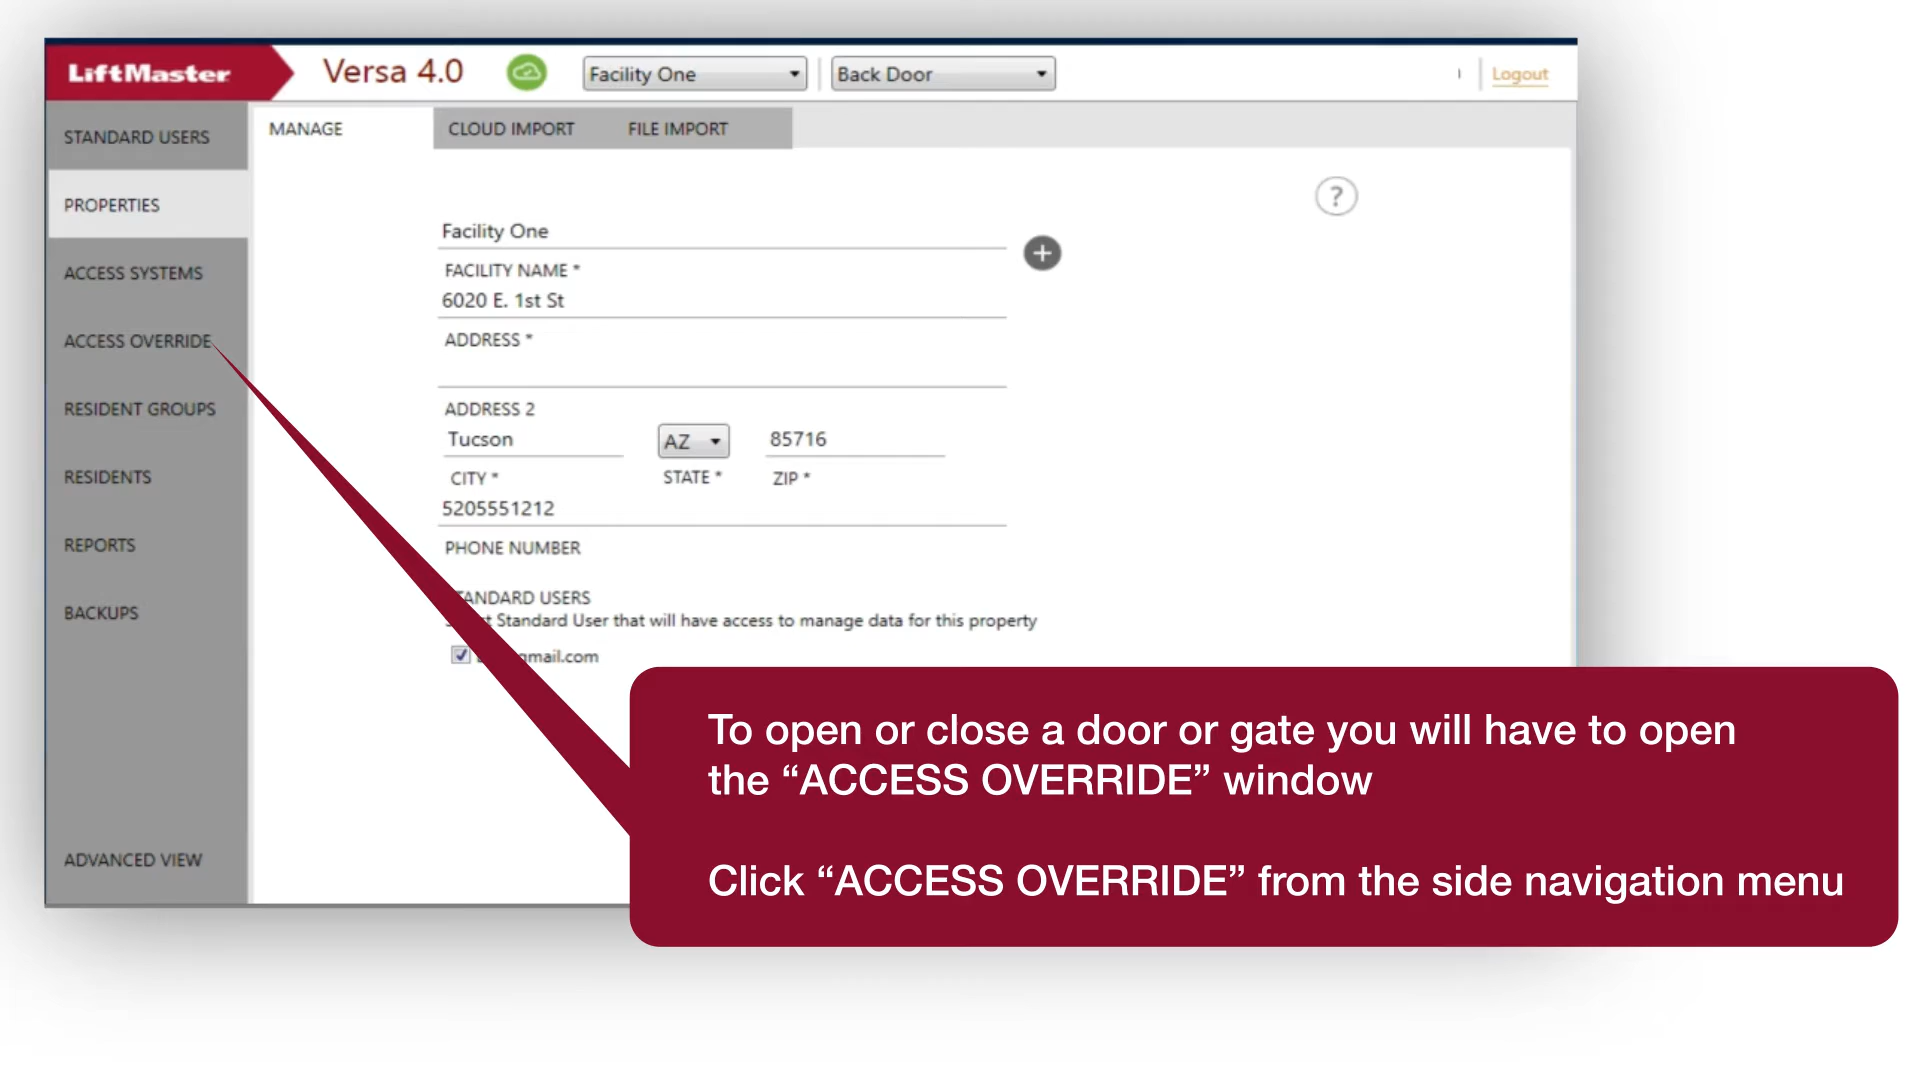 LiftMaster
Versa 4.0
Facility One
Back Door
Logout
STANDARD USERS
PROPERTIES
ACCESS SYSTEMS
ACCESS OVERRIDE
RESIDENT GROUPS
RESIDENTS
REPORTS
BACKUPS
ADVANCED VIEW
MANAGE
CLOUD IMPORT
FILE IMPORT
?
Facility One
FACILITY NAME *
6020 E. 1st St
ADDRESS *
ADDRESS 2
Tucson AZ 85716
CITY * STATE * ZIP *
5205551212
PHONE NUMBER
USERS
Standard User that will have access to manage data for this property
To open or close a door or gate you will have to open
the “ACCESS OVERRIDE” window
Click “ACCESS OVERRIDE” from the side navigation menu